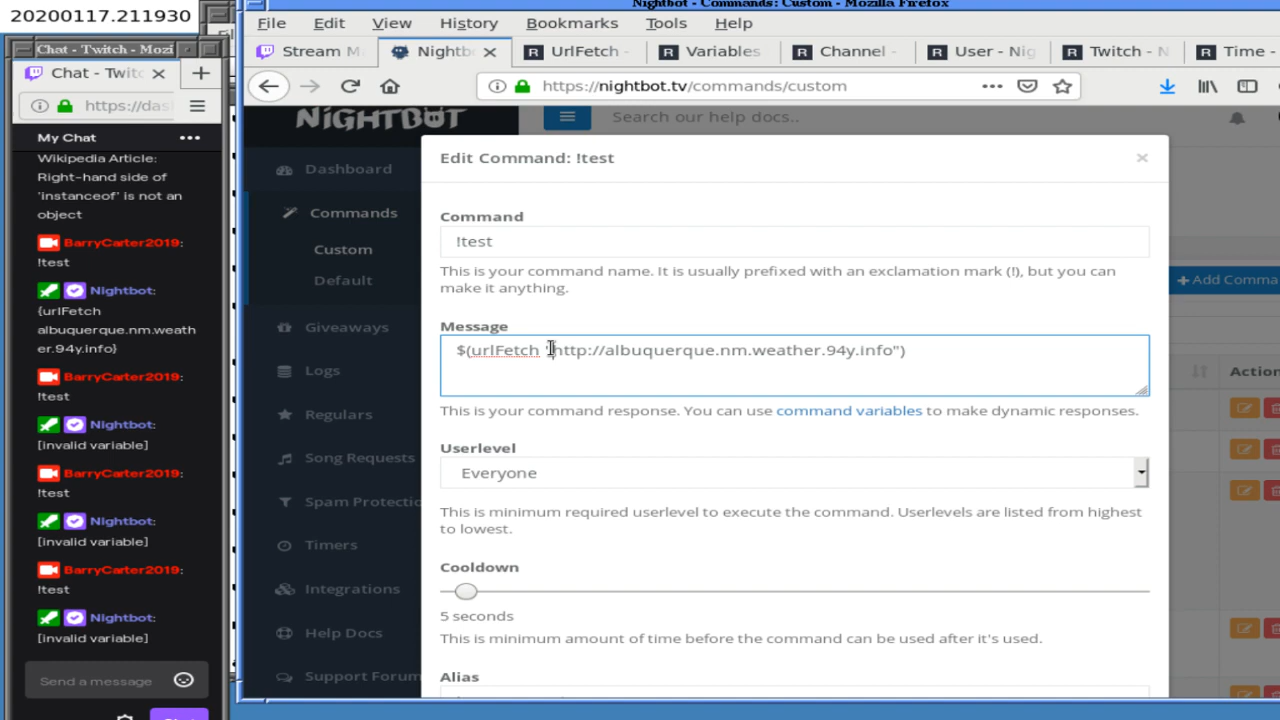 20200117.211930
Chat - Twitch - Mozi
Chat - Twitc
https://das
My Chat
Wikipedia Article:
Right-hand side of
'instanceof' is not an
object
BarryCarter2019:
!test
Nightbot:
{urlFetch
albuquerque.nm.weath
er.94y.info}
BarryCarter2019:
!test
Nightbot:
[invalid variable]
BarryCarter2019:
!test
Nightbot:
[invalid variable]
BarryCarter2019:
!test
Nightbot:
[invalid variable]
Send a message
Nightbot - Commands: Custom - Mozilla Firefox
File Edit View History Bookmarks Tools Help
Stream M
Nightb
UrlFetch -
Variables
Channel -
User - Nig
Twitch - N
Time -
https://nightbot.tv/commands/custom
NIGHTBOT
Search our help docs..
Dashboard
Commands
Custom
Default
Giveaways
Logs
Regulars
Song Requests
Spam Protectio
Timers
Integrations
Help Docs
Support Forum
Edit Command: !test
Command
!test
This is your command name. It is usually prefixed with an exclamation mark (!), but you can
make it anything.
Message
$(urlFetch "http://albuquerque.nm.weather.94y.info")
This is your command response. You can use command variables to make dynamic responses.
Userlevel
Everyone
This is minimum required userlevel to execute the command. Userlevels are listed from highest
to lowest.
Cooldown
5 seconds
This is minimum amount of time before the command can be used after it's used.
Alias
+ Add Comma
Action